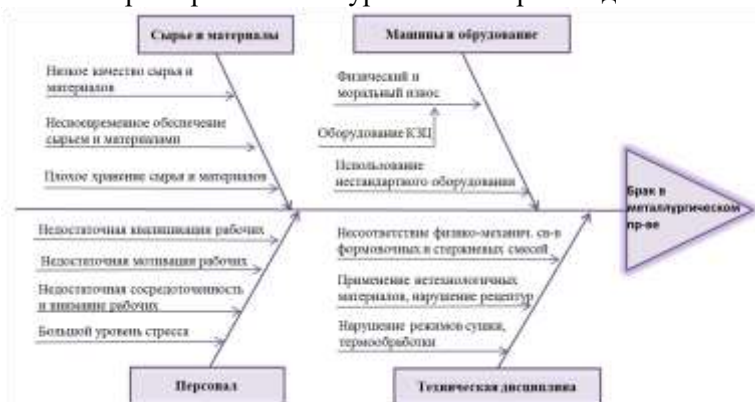 Сырье и материалы
Машины и обрудование
Низкое качество сырья и
материалов
Несвоевременное обеспечение
сырьем и материалами
Плохое хранение сырья и материалов
Физический и
моральный износ
Оборудование КЗЦ
Использование
нестандартного оборудования
Брак в
металлургическом
пр-ве
Недостаточная квалификация рабочих
Недостаточная мотивация рабочих
Недостаточная сосредоточенность
и внимание рабочих
Большой уровень стресса
Несоответствие физико-механич. св-в
формовочных и стержневых смесей
Применение нетехнологичных
материалов, нарушение рецептур
Нарушение режимов сушки,
термообработки
Персонал
Техническая дисциплина